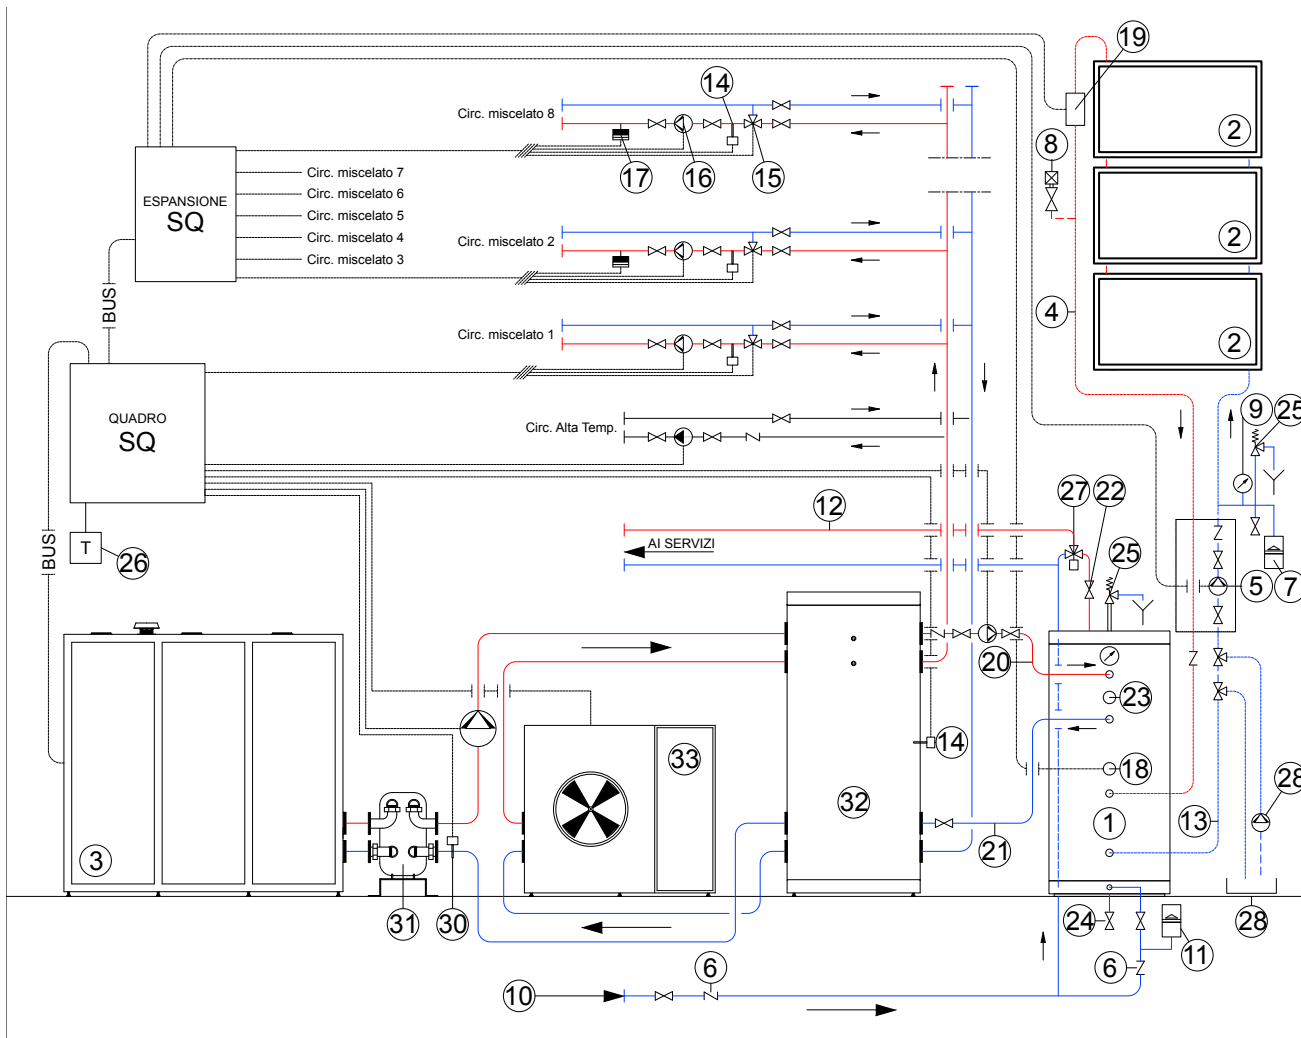 19
14
Circ. miscelato 8
2
8
17
16
15
Circ. miscelato 7
Circ. miscelato 6
Circ. miscelato 5
Circ. miscelato 4
Circ. miscelato 3
ESPANSIONE
SQ
Circ. miscelato 2
2
BUS
4
Circ. miscelato 1
2
QUADRO
SQ
9
25
Circ. Alta Temp.
27
22
12
BUS
T
26
AI SERVIZI
25
5
7
20
23
14
33
18
32
28
1
13
21
3
31
30
24
28
6
11
6
10